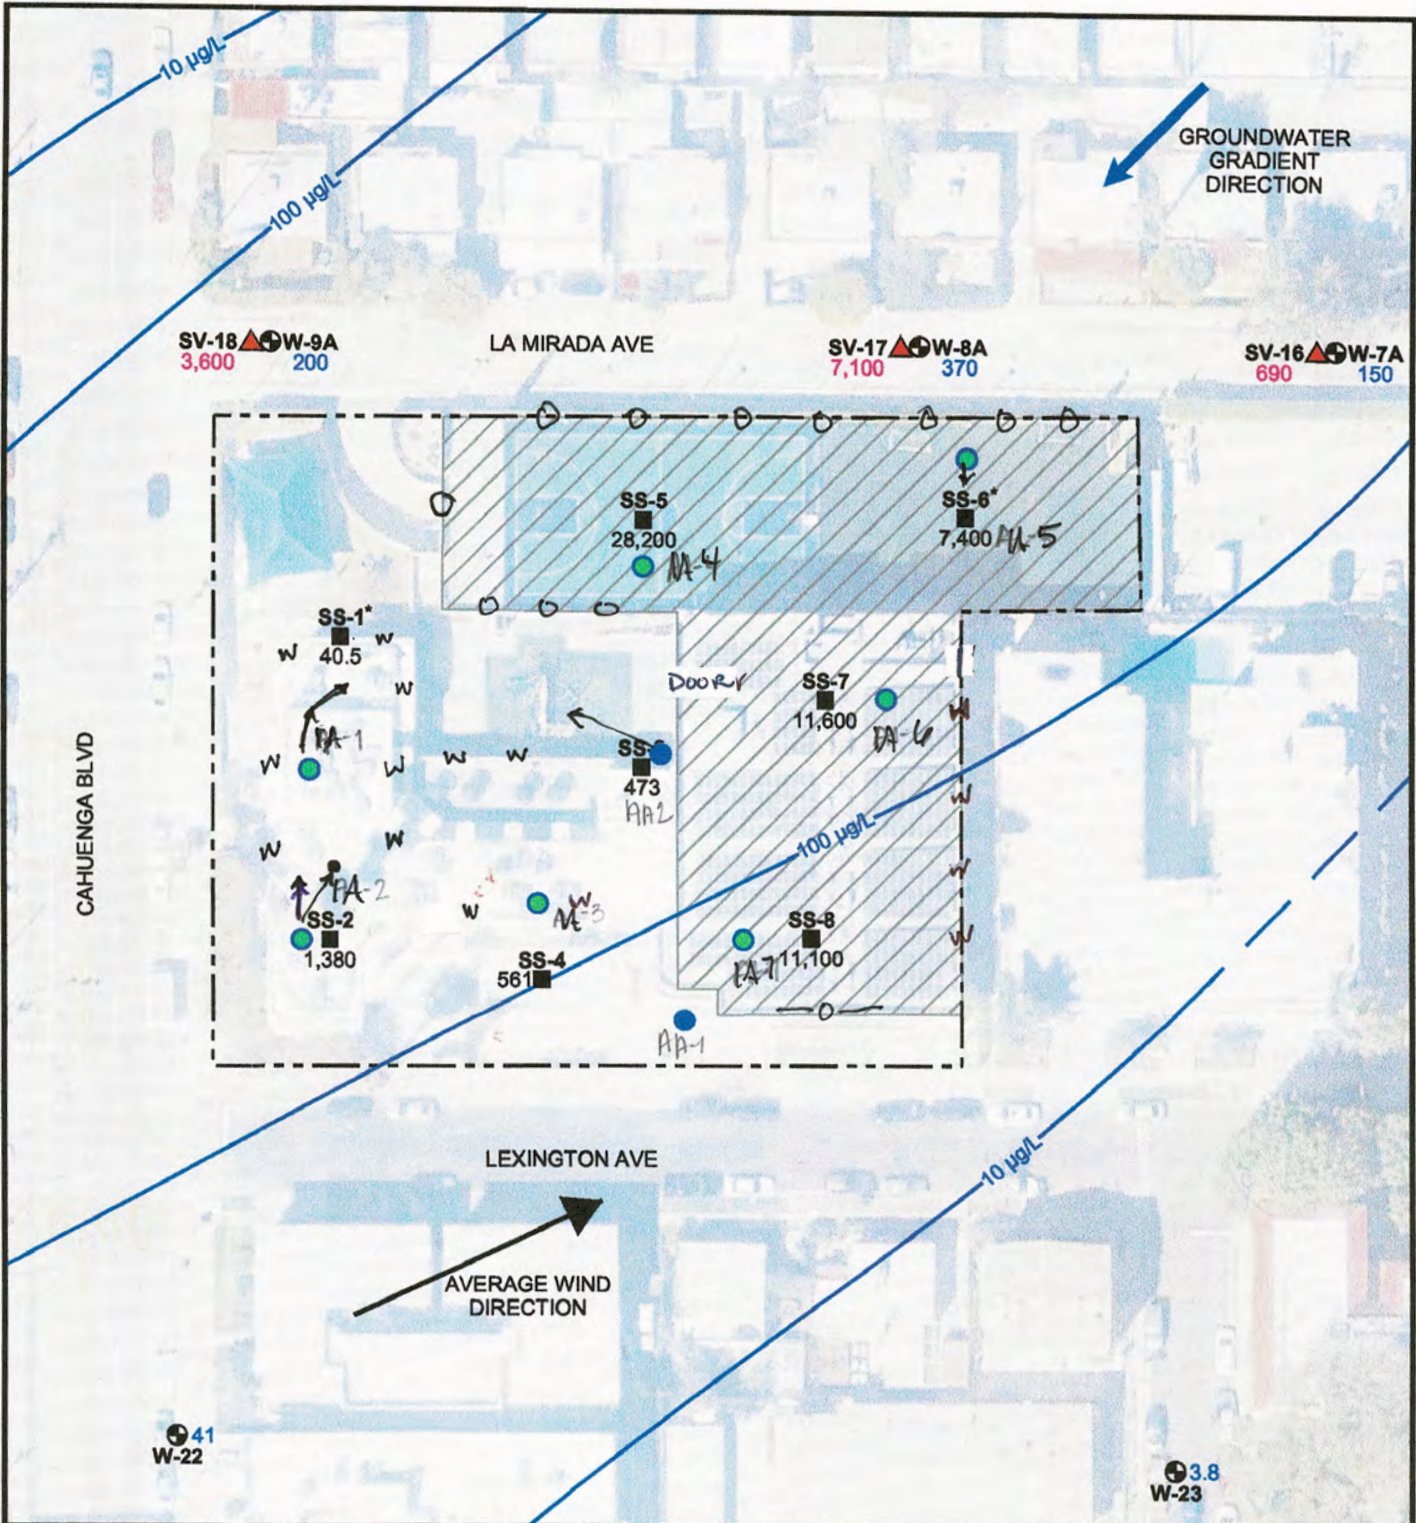 10 µg/L
100 µg/L
GROUNDWATER
GRADIENT
DIRECTION
SV-18 W-9A
3,600 200
LA MIRADA AVE
SV-17 W-8A
7,100 370
SV-16 W-7A
690 150
SS-5
28,200
SS-6*
7,400
SS-1*
40.5
W
W
W
DOOR
SS-7
11,600
W
W
W
W
W
473
AA2
CAHUENGA BLVD
W
W
W
W
100 µg/L
W
W
W
W
SS-2
1,380
SS-4
561
SS-8
11,100
AA-1
LEXINGTON AVE
10 µg/L
AVERAGE WIND
DIRECTION
41
W-22
3.8
W-23